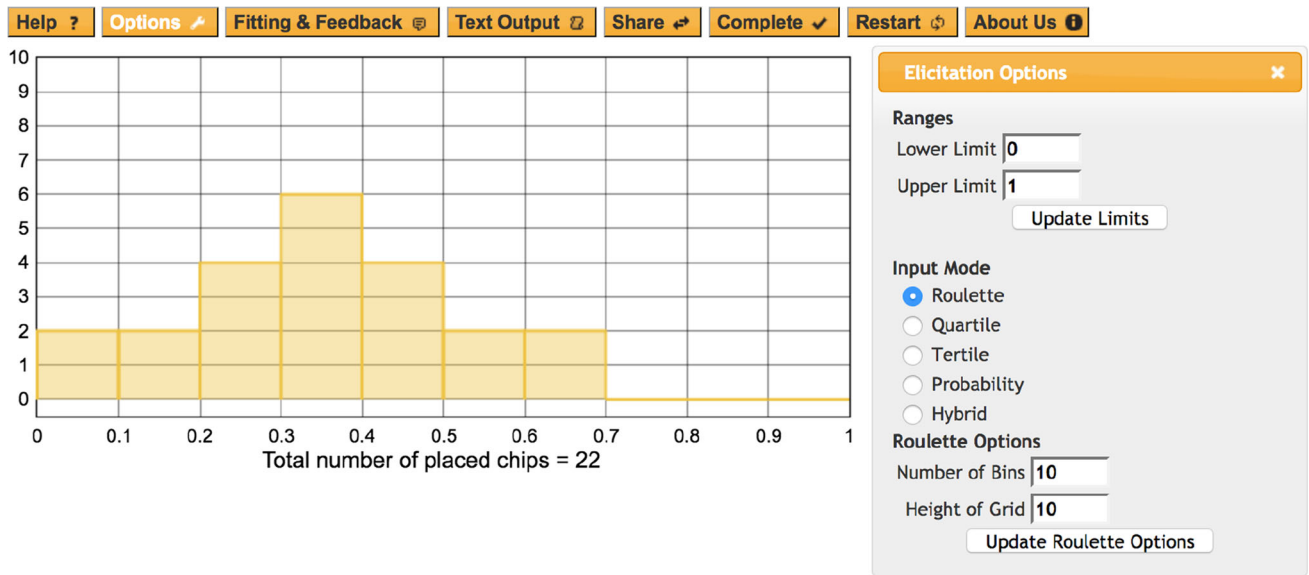 Help ? Options Fitting & Feedback Text Output Share Complete Restart About Us
10
9
8
7
6
5
4
3
2
1
0
0 0.1 0.2 0.3 0.4 0.5 0.6 0.7 0.8 0.9 1
Total number of placed chips = 22
Elicitation Options
Ranges
Lower Limit 0
Upper Limit 1
Update Limits
Input Mode
Roulette
Quartile
Tertile
Probability
Hybrid
Roulette Options
Number of Bins 10
Height of Grid 10
Update Roulette Options